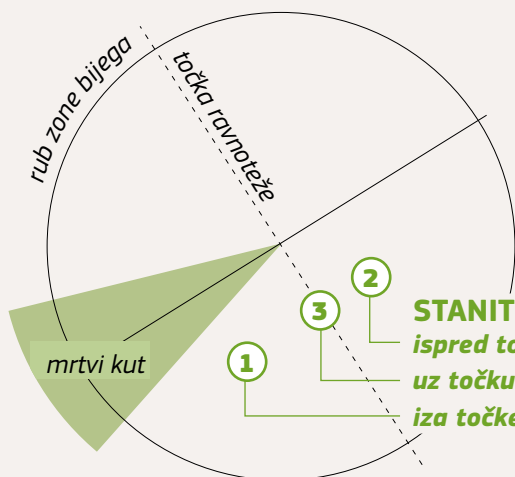 rub zone bijega
točka ravnoteže
mrtvi kut
1
2
3
STANIT
ispred to
uz točku
iza točke